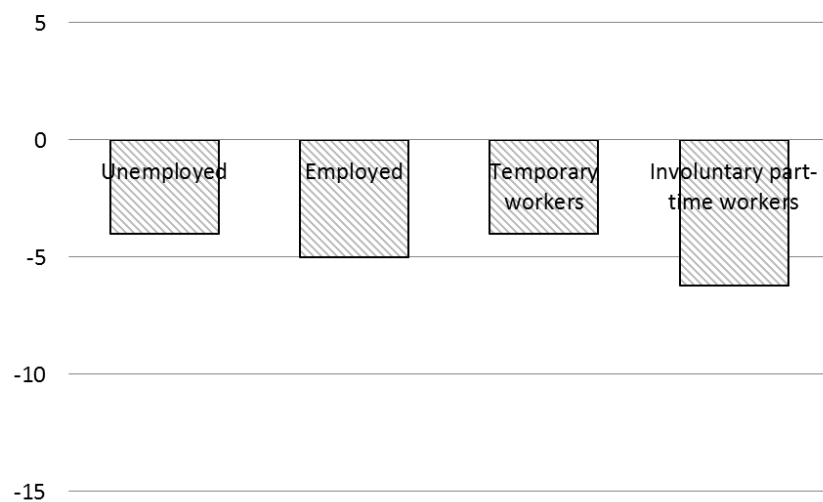 5
0
Unemployed
Employed
Temporary
workers
Involuntary part-
time workers
-5
-10
-15